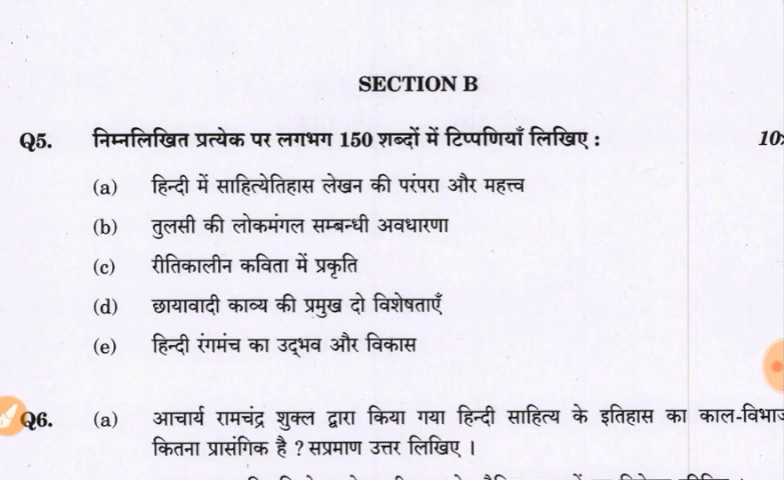 SECTION B
Q5. निम्नलिखित प्रत्येक पर लगभग 150 शब्दों में टिप्पणियाँ लिखिए : 10
(a) हिन्दी में साहित्येतिहास लेखन की परंपरा और महत्त्व
(b) तुलसी की लोकमंगल सम्बन्धी अवधारणा
(c) रीतिकालीन कविता में प्रकृति
(d) छायावादी काव्य की प्रमुख दो विशेषताएँ
(e) हिन्दी रंगमंच का उद्भव और विकास
Q6. (a) आचार्य रामचंद्र शुक्ल द्वारा किया गया हिन्दी साहित्य के इतिहास का
कितना प्रासंगिक है ? सप्रमाण उत्तर लिखिए ।